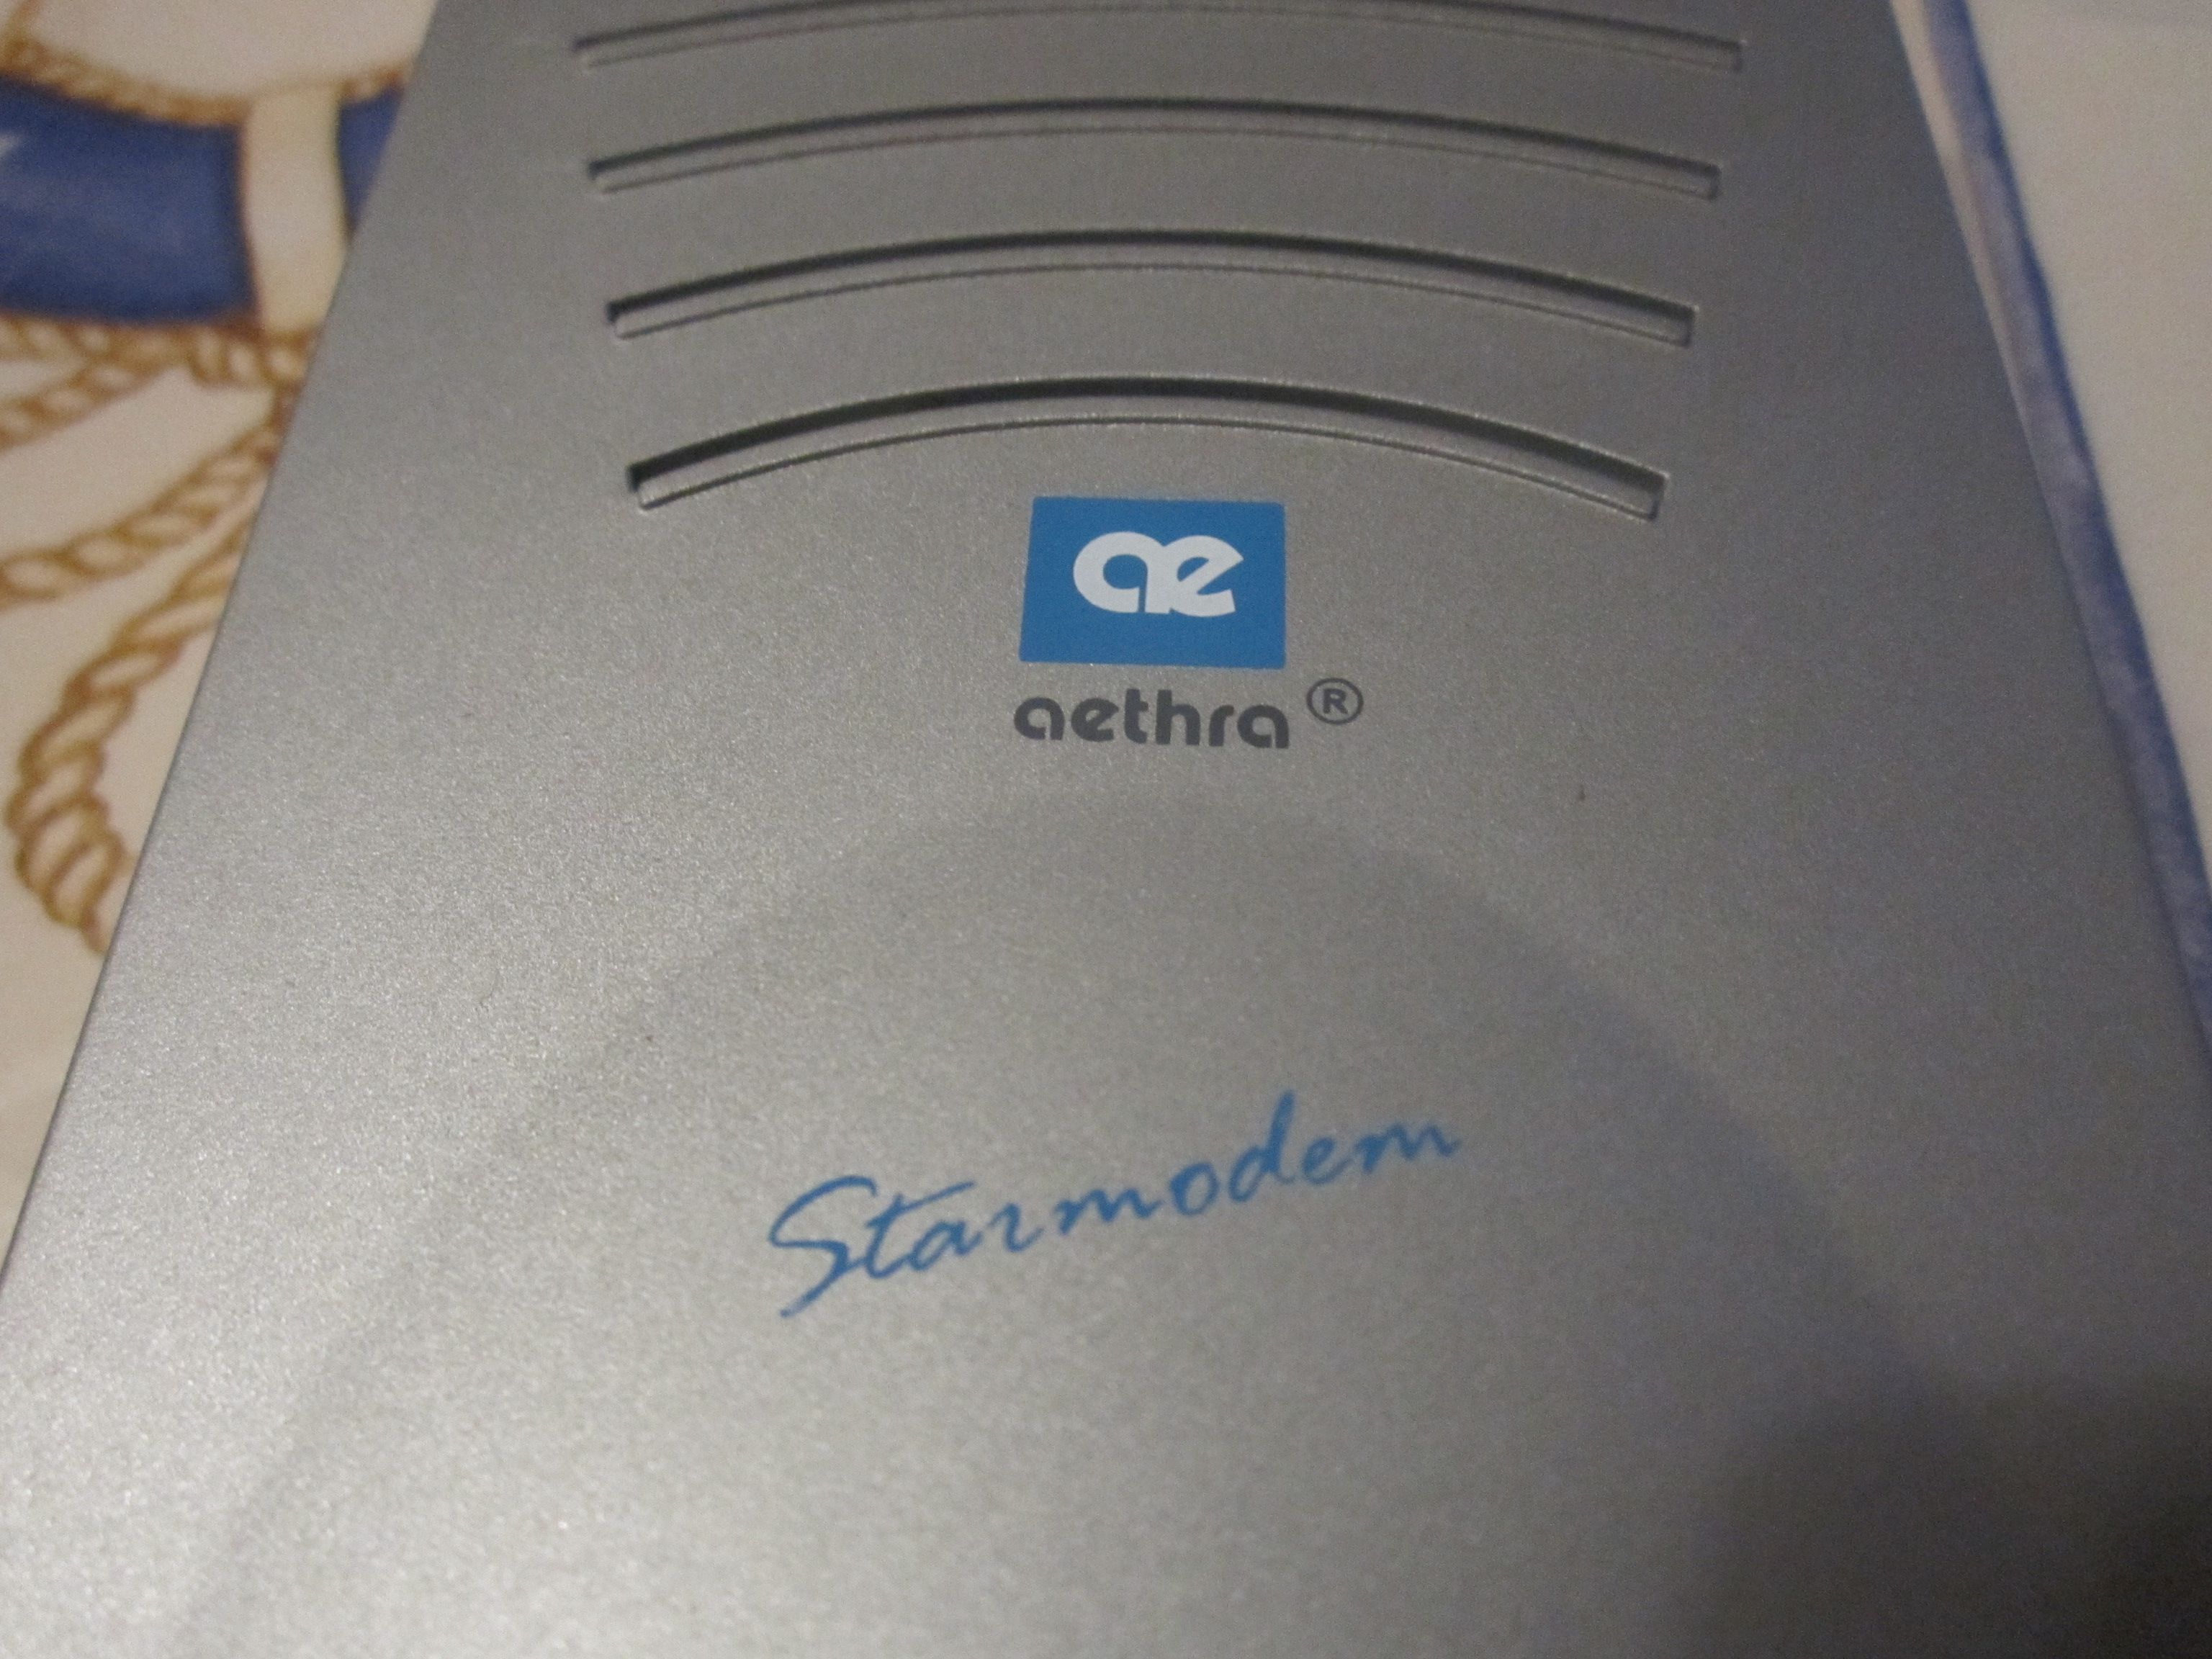 ae
aethra ®
Starmodem